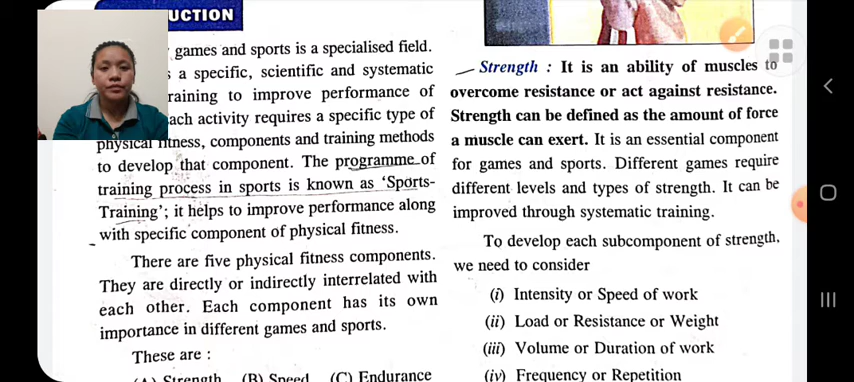 UCTION
games and sports is a specialised field.
a specific, scientific and systematic
raining to improve performance of
ach activity requires a specific type of
physical fitness, components and training methods
to develop that component. The programme of
training process in sports is known as ‘Sports-
Training’; it helps to improve performance along
with specific component of physical fitness.
There are five physical fitness components.
They are directly or indirectly interrelated with
each other. Each component has its own
importance in different games and sports.
These are :
(A) Strength (B) Speed (C) Endurance
Strength : It is an ability of muscles to
overcome resistance or act against resistance.
Strength can be defined as the amount of force
a muscle can exert. It is an essential component
for games and sports. Different games require
different levels and types of strength. It can be
improved through systematic training.
To develop each subcomponent of strength,
we need to consider
(i) Intensity or Speed of work
(ii) Load or Resistance or Weight
(iii) Volume or Duration of work
(iv) Frequency or Repetition